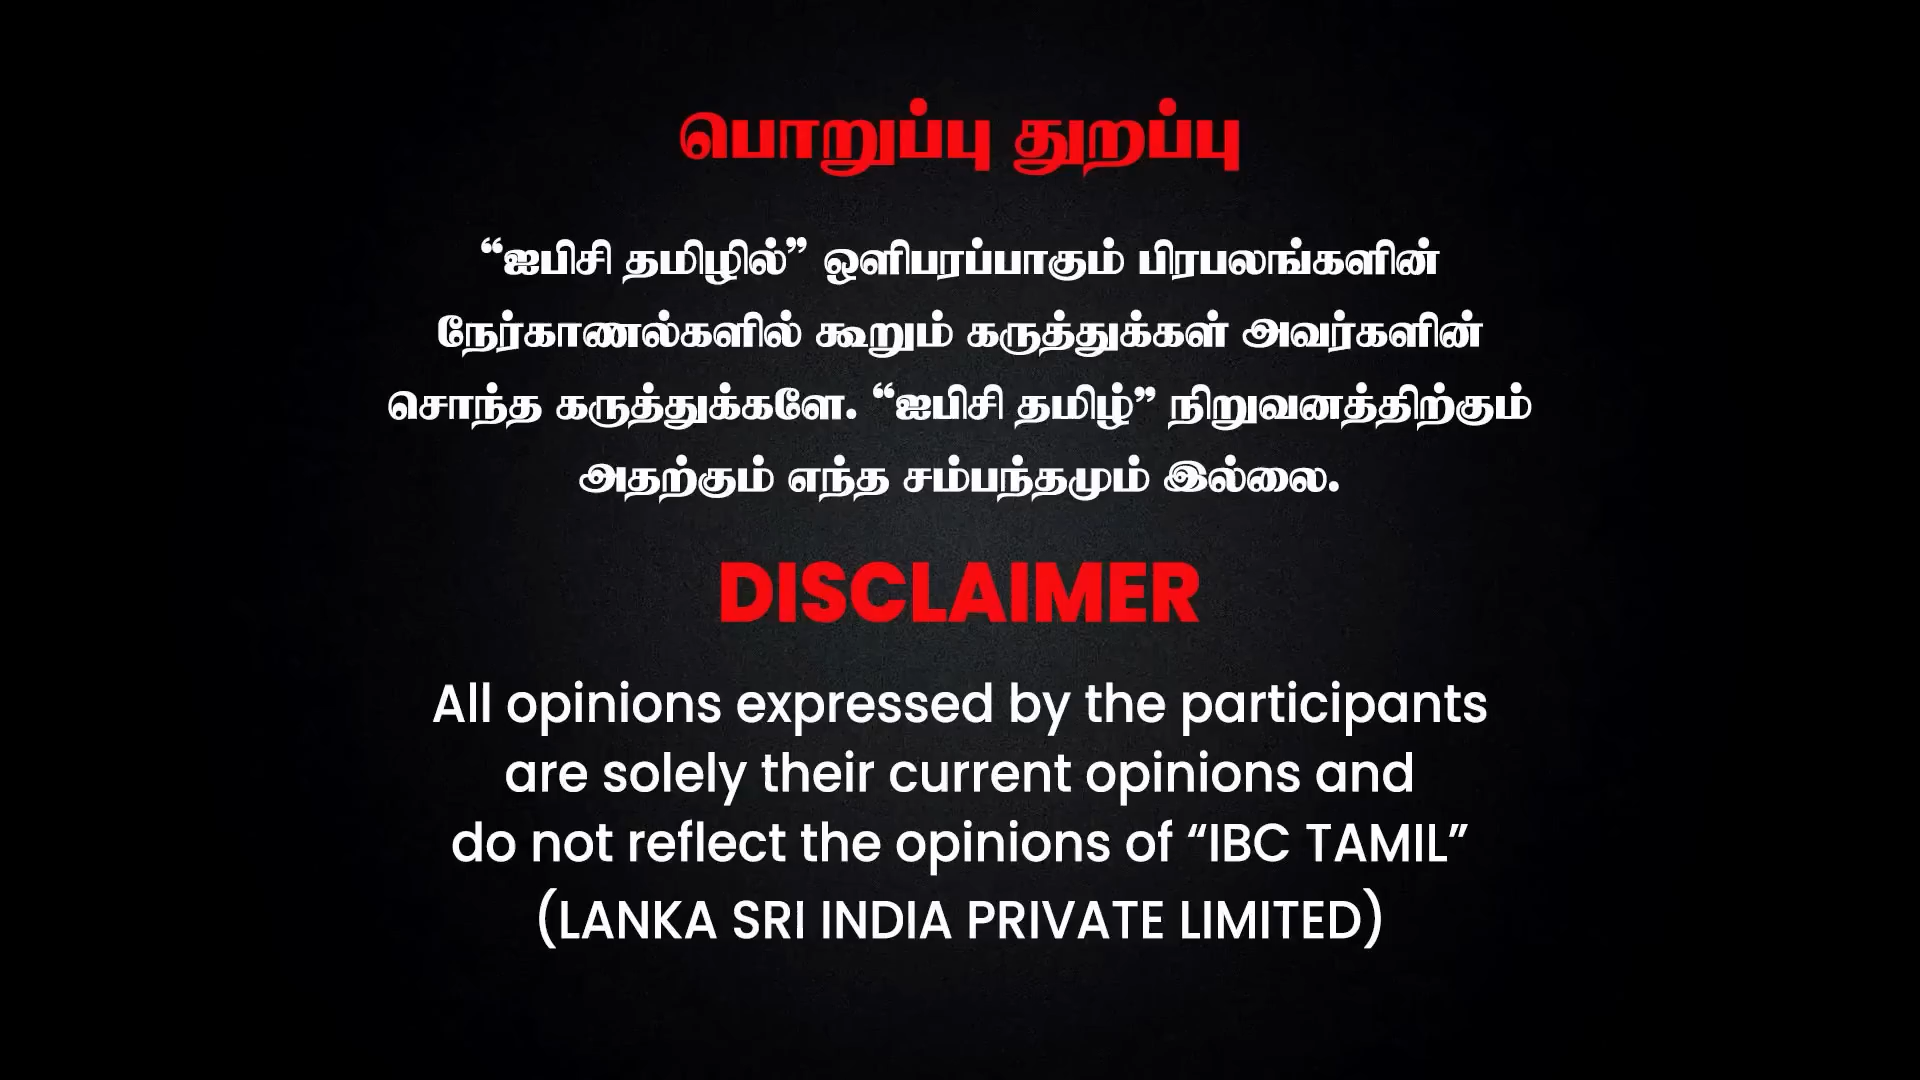 பொறுப்பு துறப்பு
“ஐபிசி தமிழில்” ஒளிபரப்பாகும் பிரபலங்களின்
நேர்காணல்களில் கூறும் கருத்துக்கள் அவர்களின்
சொந்த கருத்துக்களே. “ஐபிசி தமிழ்” நிறுவனத்திற்கும்
அதற்கும் எந்த சம்பந்தமும் இல்லை.
DISCLAIMER
All opinions expressed by the participants
are solely their current opinions and
do not reflect the opinions of “IBC TAMIL”
(LANKA SRI INDIA PRIVATE LIMITED)